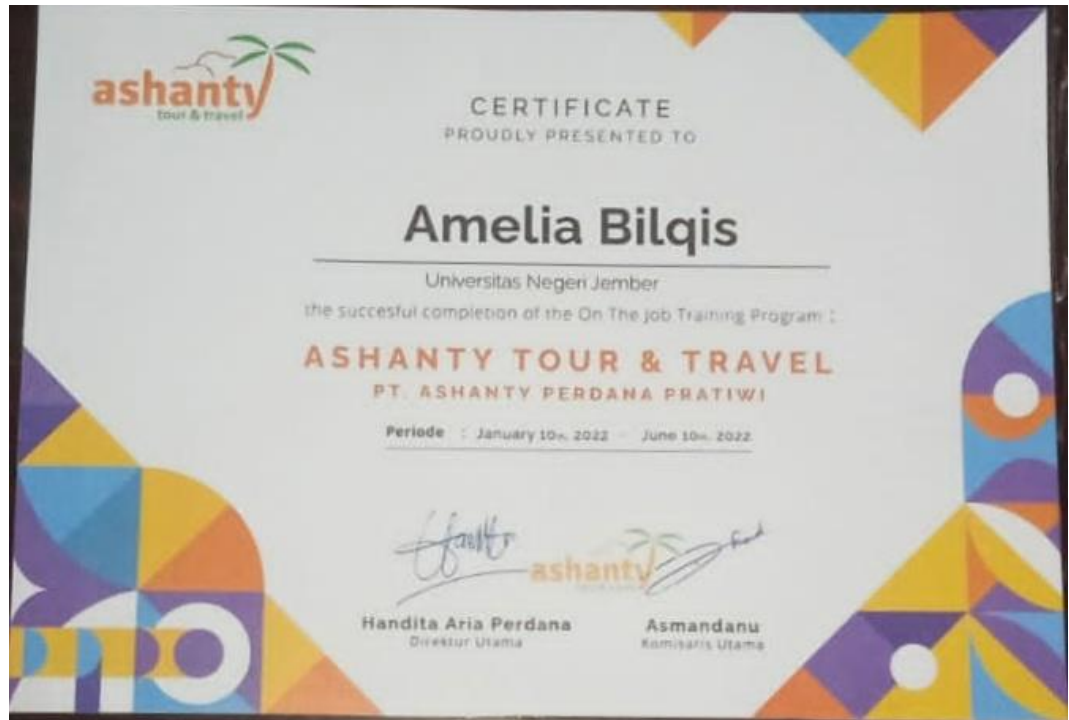 ashanty
tour & travel
CERTIFICATE
PROUDLY PRESENTED TO
Amelia Bilqis
Universitas Negeri Jember
the succesful completion of the On The Job Training Program :
ASHANTY TOUR & TRAVEL
PT. ASHANTY PERDANA PRATIWI
Periode : January 10th, 2022 - June 10th, 2022
ashanty
Handita Aria Perdana
Direktur Utama
Asmandanu
Komisaris Utama